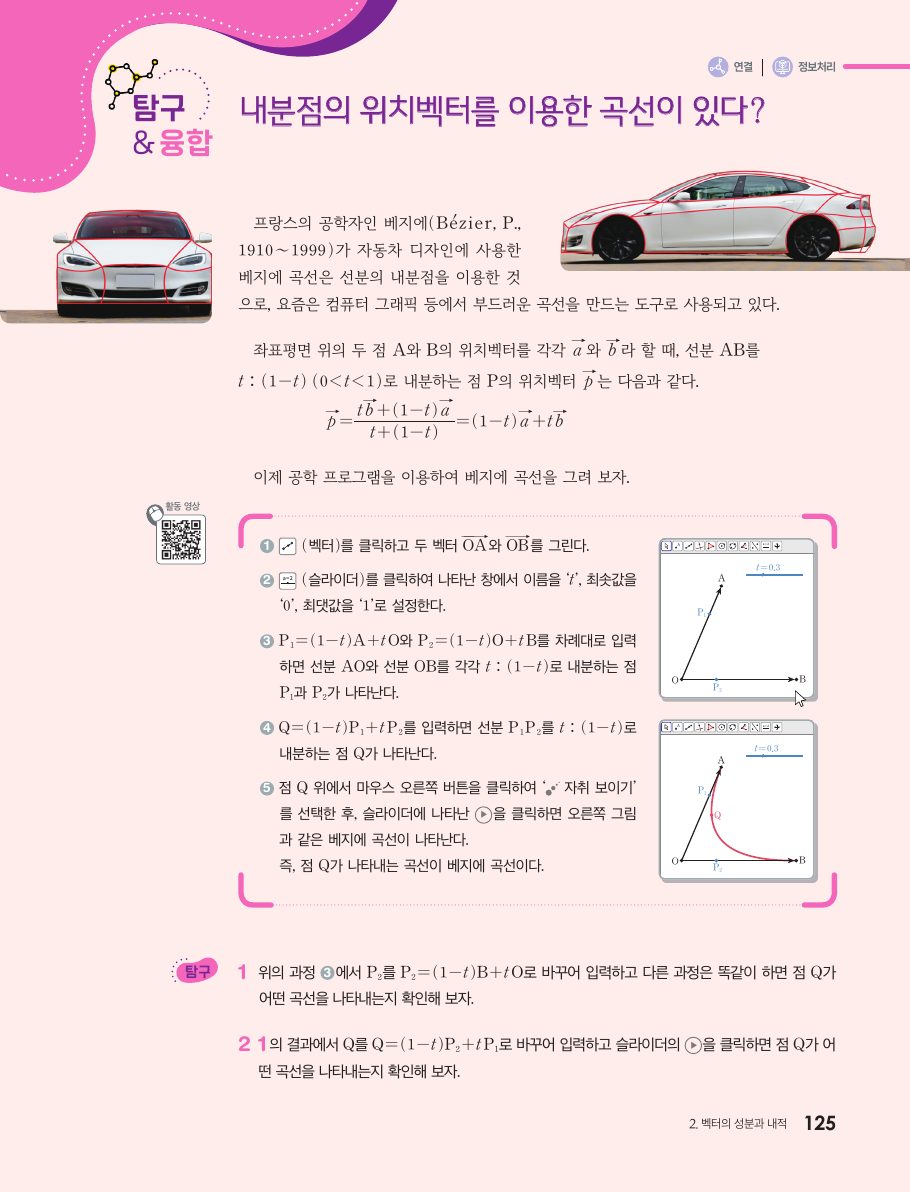 연결 | 정보처리
탐구
& 융합
내분점의 위치벡터를 이용한 곡선이 있다?
프랑스의 공학자인 베지에(Bézier, P.,
1910~1999)가 자동차 디자인에 사용한
베지에 곡선은 선분의 내분점을 이용한 것
으로, 요즘은 컴퓨터 그래픽 등에서 부드러운 곡선을 만드는 도구로 사용되고 있다.
좌표평면 위의 두 점 A와 B의 위치벡터를 각각 a⃗와 b⃗라 할 때, 선분 AB를
t : (1-t) (0<t<1)로 내분하는 점 P의 위치벡터 p⃗는 다음과 같다.
p⃗ = (tb⃗+(1-t)a⃗)/(t+(1-t)) = (1-t)a⃗+tb⃗
이제 공학 프로그램을 이용하여 베지에 곡선을 그려 보자.
활동 영상
❶ (벡터)를 클릭하고 두 벡터 OA와 OB를 그린다.
❷ a=2 (슬라이더)를 클릭하여 나타난 창에서 이름을 ‘t’, 최솟값을
‘0’, 최댓값을 ‘1’로 설정한다.
❸ P₁=(1-t)A+tO와 P₂=(1-t)O+tB를 차례대로 입력
하면 선분 AO와 선분 OB를 각각 t : (1-t)로 내분하는 점
P₁과 P₂가 나타난다.
❹ Q=(1-t)P₁+tP₂를 입력하면 선분 P₁P₂를 t : (1-t)로
내분하는 점 Q가 나타난다.
❺ 점 Q 위에서 마우스 오른쪽 버튼을 클릭하여 ‘ 자취 보이기’
를 선택한 후, 슬라이더에 나타난 ▶을 클릭하면 오른쪽 그림
과 같은 베지에 곡선이 나타난다.
즉, 점 Q가 나타내는 곡선이 베지에 곡선이다.
t=0.3
A
P₁
O
P₂
B
t=0.3
A
P₁
Q
O
P₂
B
탐구
1 위의 과정 ❸에서 P₂를 P₂=(1-t)B+tO로 바꾸어 입력하고 다른 과정은 똑같이 하면 점 Q가
어떤 곡선을 나타내는지 확인해 보자.
2 1의 결과에서 Q를 Q=(1-t)P₂+tP₁로 바꾸어 입력하고 슬라이더의 ▶을 클릭하면 점 Q가 어
떤 곡선을 나타내는지 확인해 보자.
2. 벡터의 성분과 내적 125